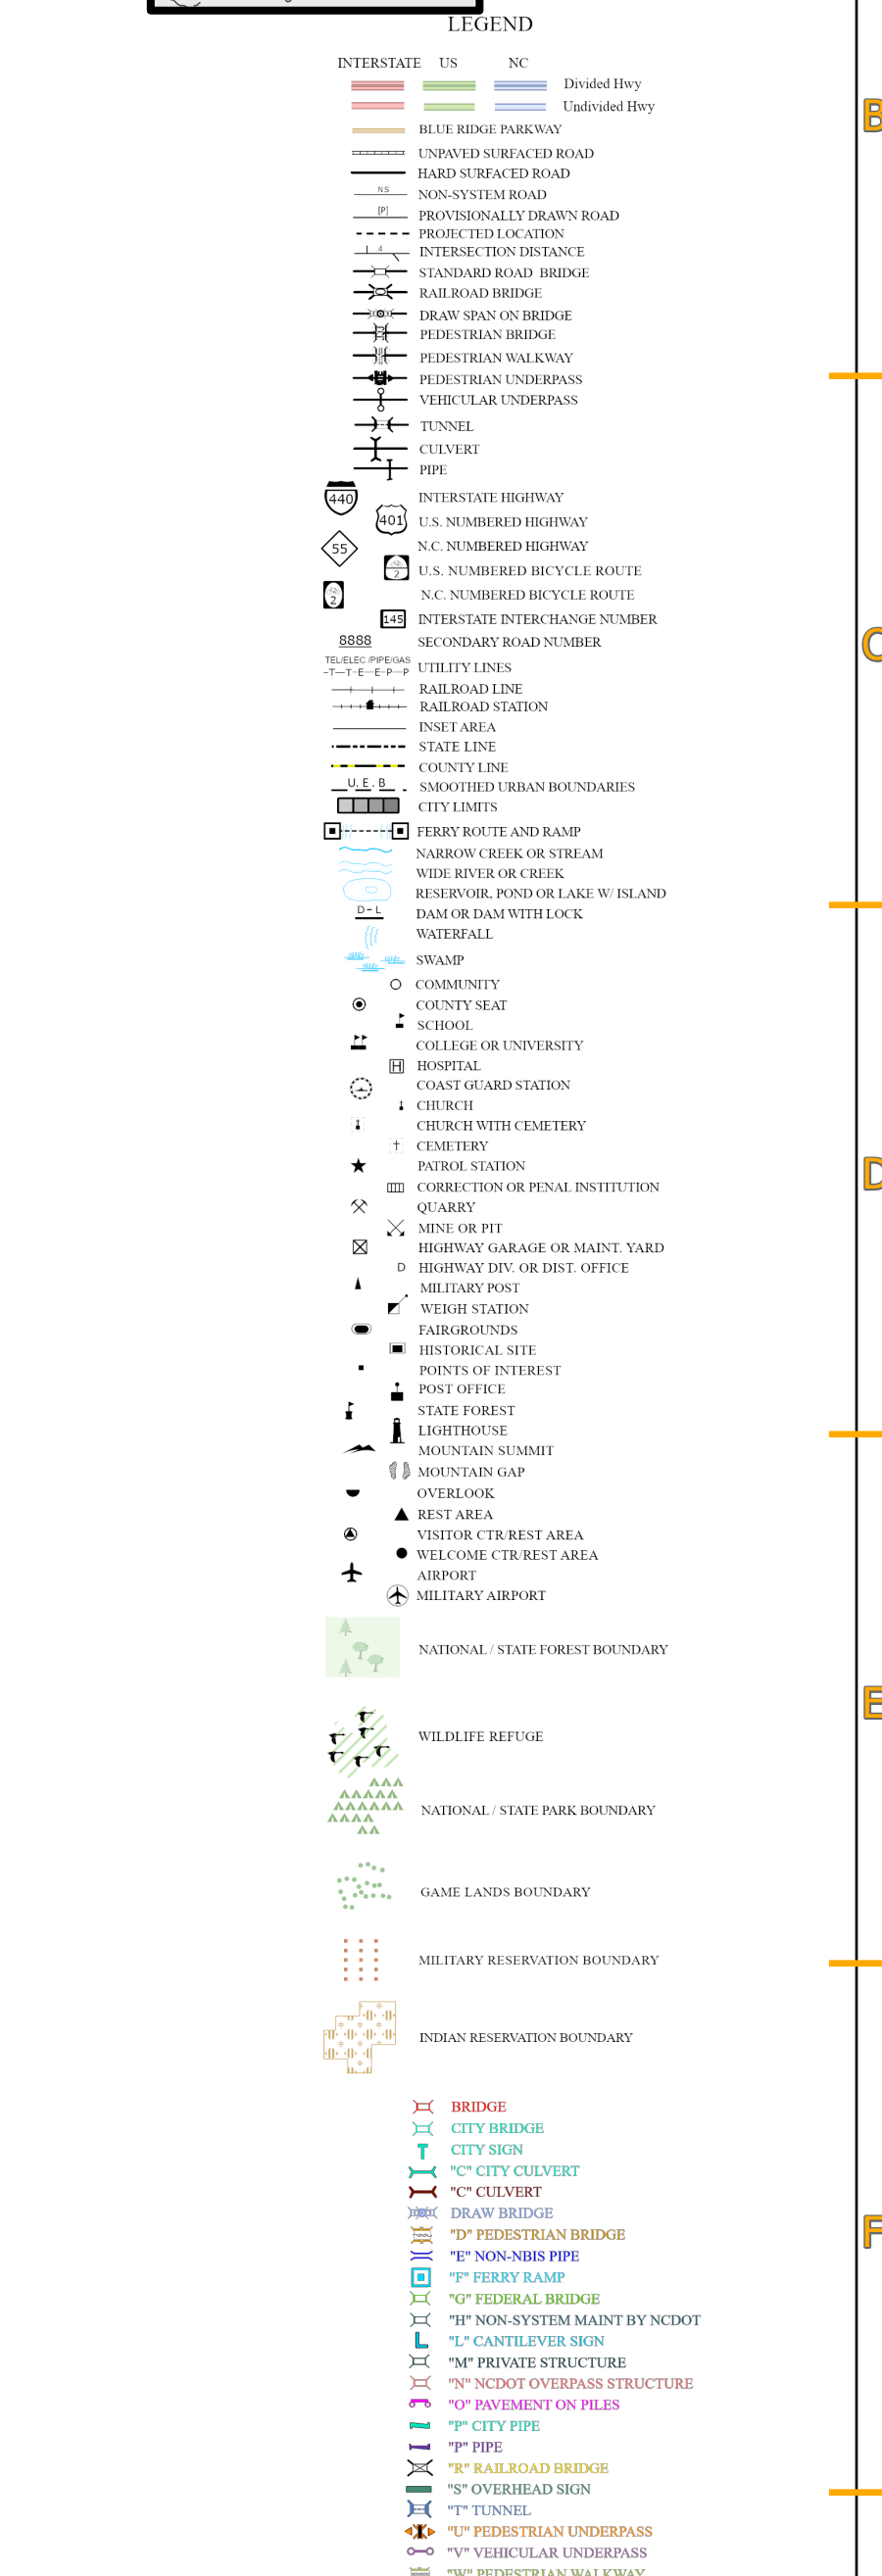 LEGEND
INTERSTATE US NC
Divided Hwy
B
Undivided Hwy
BLUE RIDGE PARKWAY
UNPAVED SURFACED ROAD
HARD SURFACED ROAD
NS NON-SYSTEM ROAD
[P] PROVISIONALLY DRAWN ROAD
PROJECTED LOCATION
.4 INTERSECTION DISTANCE
STANDARD ROAD BRIDGE
RAILROAD BRIDGE
DRAW SPAN ON BRIDGE
PEDESTRIAN BRIDGE
PEDESTRIAN WALKWAY
PEDESTRIAN UNDERPASS
VEHICULAR UNDERPASS
TUNNEL
CULVERT
PIPE
440 INTERSTATE HIGHWAY
401 U.S. NUMBERED HIGHWAY
55 N.C. NUMBERED HIGHWAY
2 U.S. NUMBERED BICYCLE ROUTE
2 N.C. NUMBERED BICYCLE ROUTE
145 INTERSTATE INTERCHANGE NUMBER
8888 SECONDARY ROAD NUMBER
C
TEL/ELEC /PIPE/GAS
–T—T–E—E–P—P UTILITY LINES
RAILROAD LINE
RAILROAD STATION
INSET AREA
STATE LINE
COUNTY LINE
U.E.B SMOOTHED URBAN BOUNDARIES
CITY LIMITS
FERRY ROUTE AND RAMP
NARROW CREEK OR STREAM
WIDE RIVER OR CREEK
RESERVOIR, POND OR LAKE W/ ISLAND
D-L DAM OR DAM WITH LOCK
WATERFALL
SWAMP
COMMUNITY
COUNTY SEAT
SCHOOL
COLLEGE OR UNIVERSITY
H HOSPITAL
COAST GUARD STATION
CHURCH
CHURCH WITH CEMETERY
CEMETERY
PATROL STATION
D
CORRECTION OR PENAL INSTITUTION
QUARRY
MINE OR PIT
HIGHWAY GARAGE OR MAINT. YARD
D HIGHWAY DIV. OR DIST. OFFICE
MILITARY POST
WEIGH STATION
FAIRGROUNDS
HISTORICAL SITE
POINTS OF INTEREST
POST OFFICE
STATE FOREST
LIGHTHOUSE
MOUNTAIN SUMMIT
MOUNTAIN GAP
OVERLOOK
REST AREA
VISITOR CTR/REST AREA
WELCOME CTR/REST AREA
AIRPORT
MILITARY AIRPORT
NATIONAL / STATE FOREST BOUNDARY
E
WILDLIFE REFUGE
NATIONAL / STATE PARK BOUNDARY
GAME LANDS BOUNDARY
MILITARY RESERVATION BOUNDARY
INDIAN RESERVATION BOUNDARY
BRIDGE
CITY BRIDGE
CITY SIGN
"C" CITY CULVERT
"C" CULVERT
DRAW BRIDGE
F
"D" PEDESTRIAN BRIDGE
"E" NON-NBIS PIPE
"F" FERRY RAMP
"G" FEDERAL BRIDGE
"H" NON-SYSTEM MAINT BY NCDOT
"L" CANTILEVER SIGN
"M" PRIVATE STRUCTURE
"N" NCDOT OVERPASS STRUCTURE
"O" PAVEMENT ON PILES
"P" CITY PIPE
"P" PIPE
"R" RAILROAD BRIDGE
"S" OVERHEAD SIGN
"T" TUNNEL
"U" PEDESTRIAN UNDERPASS
"V" VEHICULAR UNDERPASS
"W" PEDESTRIAN WALKWAY